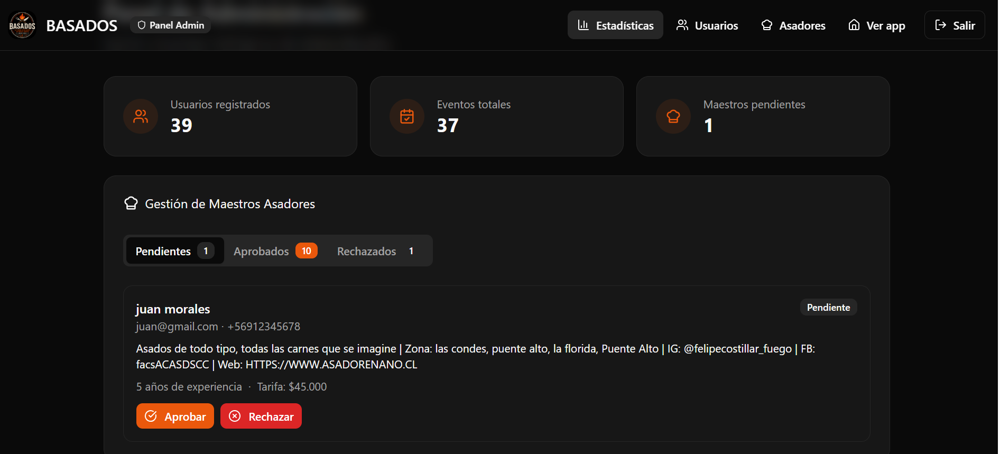 BASADOS
BASADOS
Panel Admin
Estadísticas
Usuarios
Asadores
Ver app
Salir
Usuarios registrados
39
Eventos totales
37
Maestros pendientes
1
Gestión de Maestros Asadores
Pendientes 1
Aprobados 10
Rechazados 1
juan morales
Pendiente
juan@gmail.com · +56912345678
Asados de todo tipo, todas las carnes que se imagine | Zona: las condes, puente alto, la florida, Puente Alto | IG: @felipecostillar_fuego | FB:
facsACASDSCC | Web: HTTPS://WWW.ASADORENANO.CL
5 años de experiencia · Tarifa: $45.000
Aprobar
Rechazar